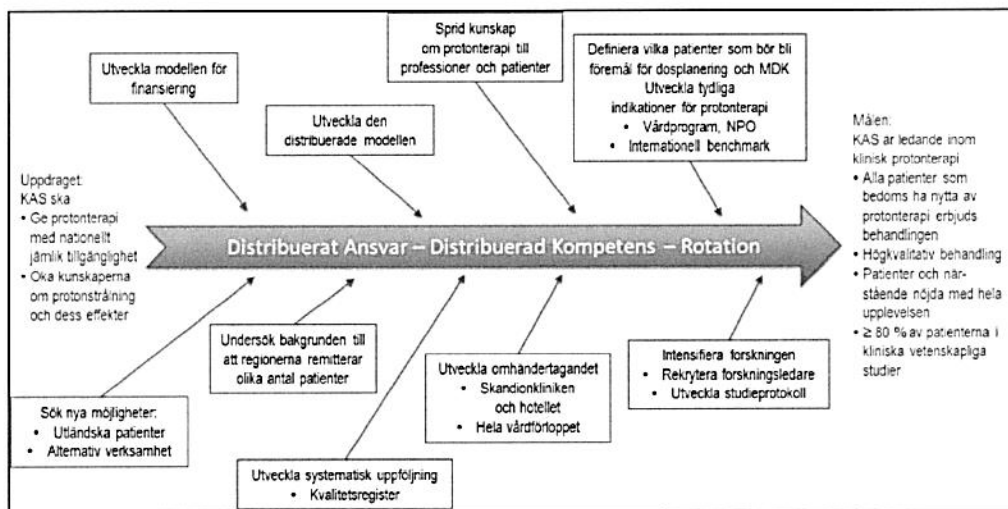 Uppdraget:
KAS ska
• Ge protonterapi
med nationellt
jämlik tillgänglighet
• Öka kunskaperna
om protonstrålning
och dess effekter
Utveckla modellen för
finansiering
Utveckla den
distribuerade modellen
Sprid kunskap
om protonterapi till
professioner och patienter
Definiera vilka patienter som bör bli
föremål för dosplanering och MDK
Utveckla tydliga
indikationer för protonterapi
• Vårdprogram, NPO
• Internationell benchmark
Distribuerat Ansvar – Distribuerad Kompetens – Rotation
Sök nya möjligheter:
• Utländska patienter
• Alternativ verksamhet
Undersök bakgrunden till
att regionerna remitterar
olika antal patienter
Utveckla systematisk uppföljning
• Kvalitetsregister
Utveckla omhändertagandet
• Skandionkliniken
och hotellet
• Hela vårdförloppet
Intensifiera forskningen
• Rekrytera forskningsledare
• Utveckla studieprotokoll
Målen:
KAS är ledande inom
klinisk protonterapi
• Alla patienter som
bedöms ha nytta av
protonterapi erbjuds
behandlingen
• Högkvalitativ behandling
• Patienter och när-
stående nöjda med hela
upplevelsen
• ≥ 80 % av patienterna i
kliniska vetenskapliga
studier